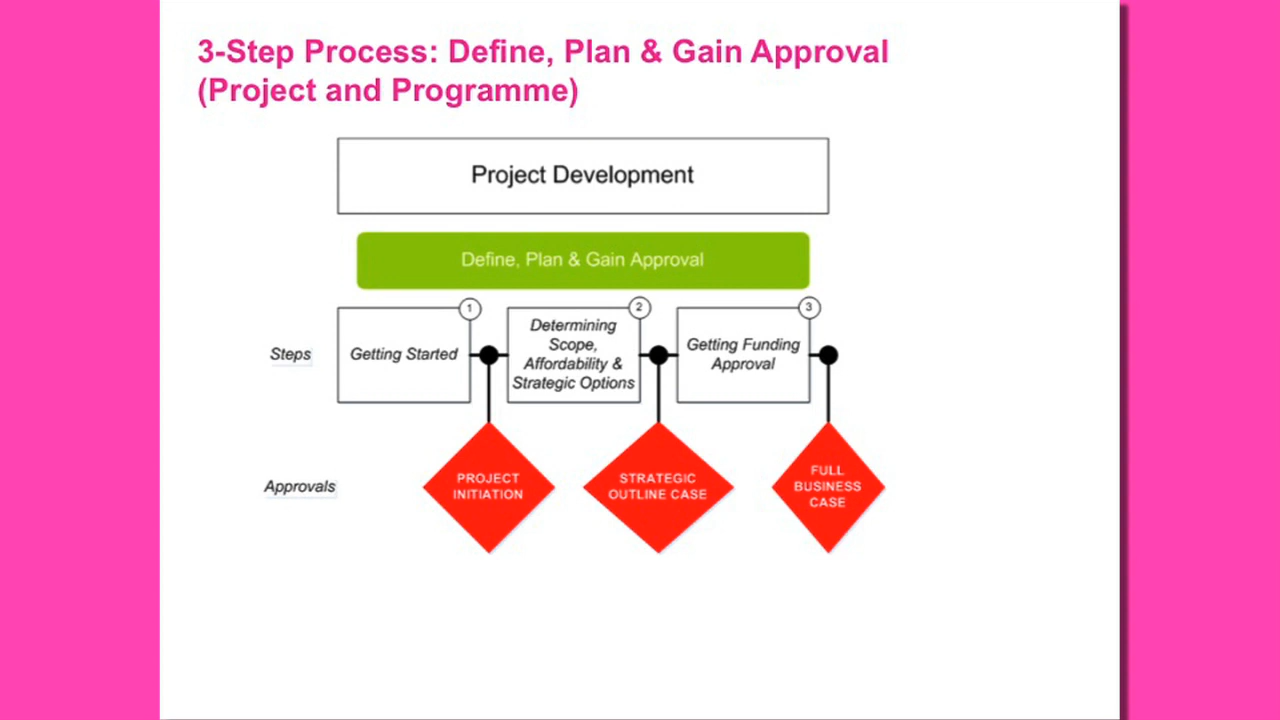 3-Step Process: Define, Plan & Gain Approval
(Project and Programme)
Project Development
Define, Plan & Gain Approval
1
2
3
Steps
Getting Started
Determining
Scope,
Affordability &
Strategic Options
Getting Funding
Approval
Approvals
PROJECT
INITIATION
STRATEGIC
OUTLINE CASE
FULL
BUSINESS
CASE